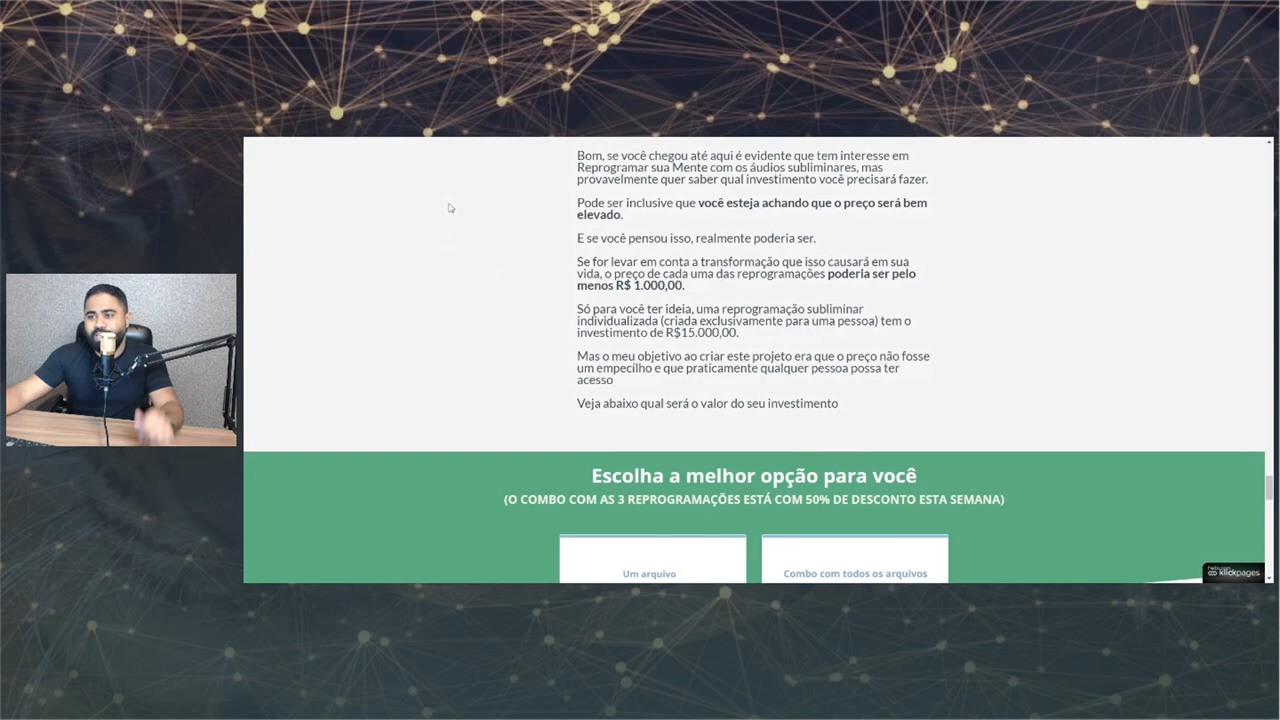 Bom, se você chegou até aqui é evidente que tem interesse em
Reprogramar sua Mente com os áudios subliminares, mas
provavelmente quer saber qual investimento você precisará fazer.
Pode ser inclusive que você esteja achando que o preço será bem
elevado.
E se você pensou isso, realmente poderia ser.
Se for levar em conta a transformação que isso causará em sua
vida, o preço de cada uma das reprogramações poderia ser pelo
menos R$ 1.000,00.
Só para você ter ideia, uma reprogramação subliminar
individualizada (criada exclusivamente para uma pessoa) tem o
investimento de R$15.000,00.
Mas o meu objetivo ao criar este projeto era que o preço não fosse
um empecílho e que praticamente qualquer pessoa possa ter
acesso
Veja abaixo qual será o valor do seu investimento
Escolha a melhor opção para você
(O COMBO COM AS 3 REPROGRAMAÇÕES ESTÁ COM 50% DE DESCONTO ESTA SEMANA)
Um arquivo
Combo com todos os arquivos
klickpages